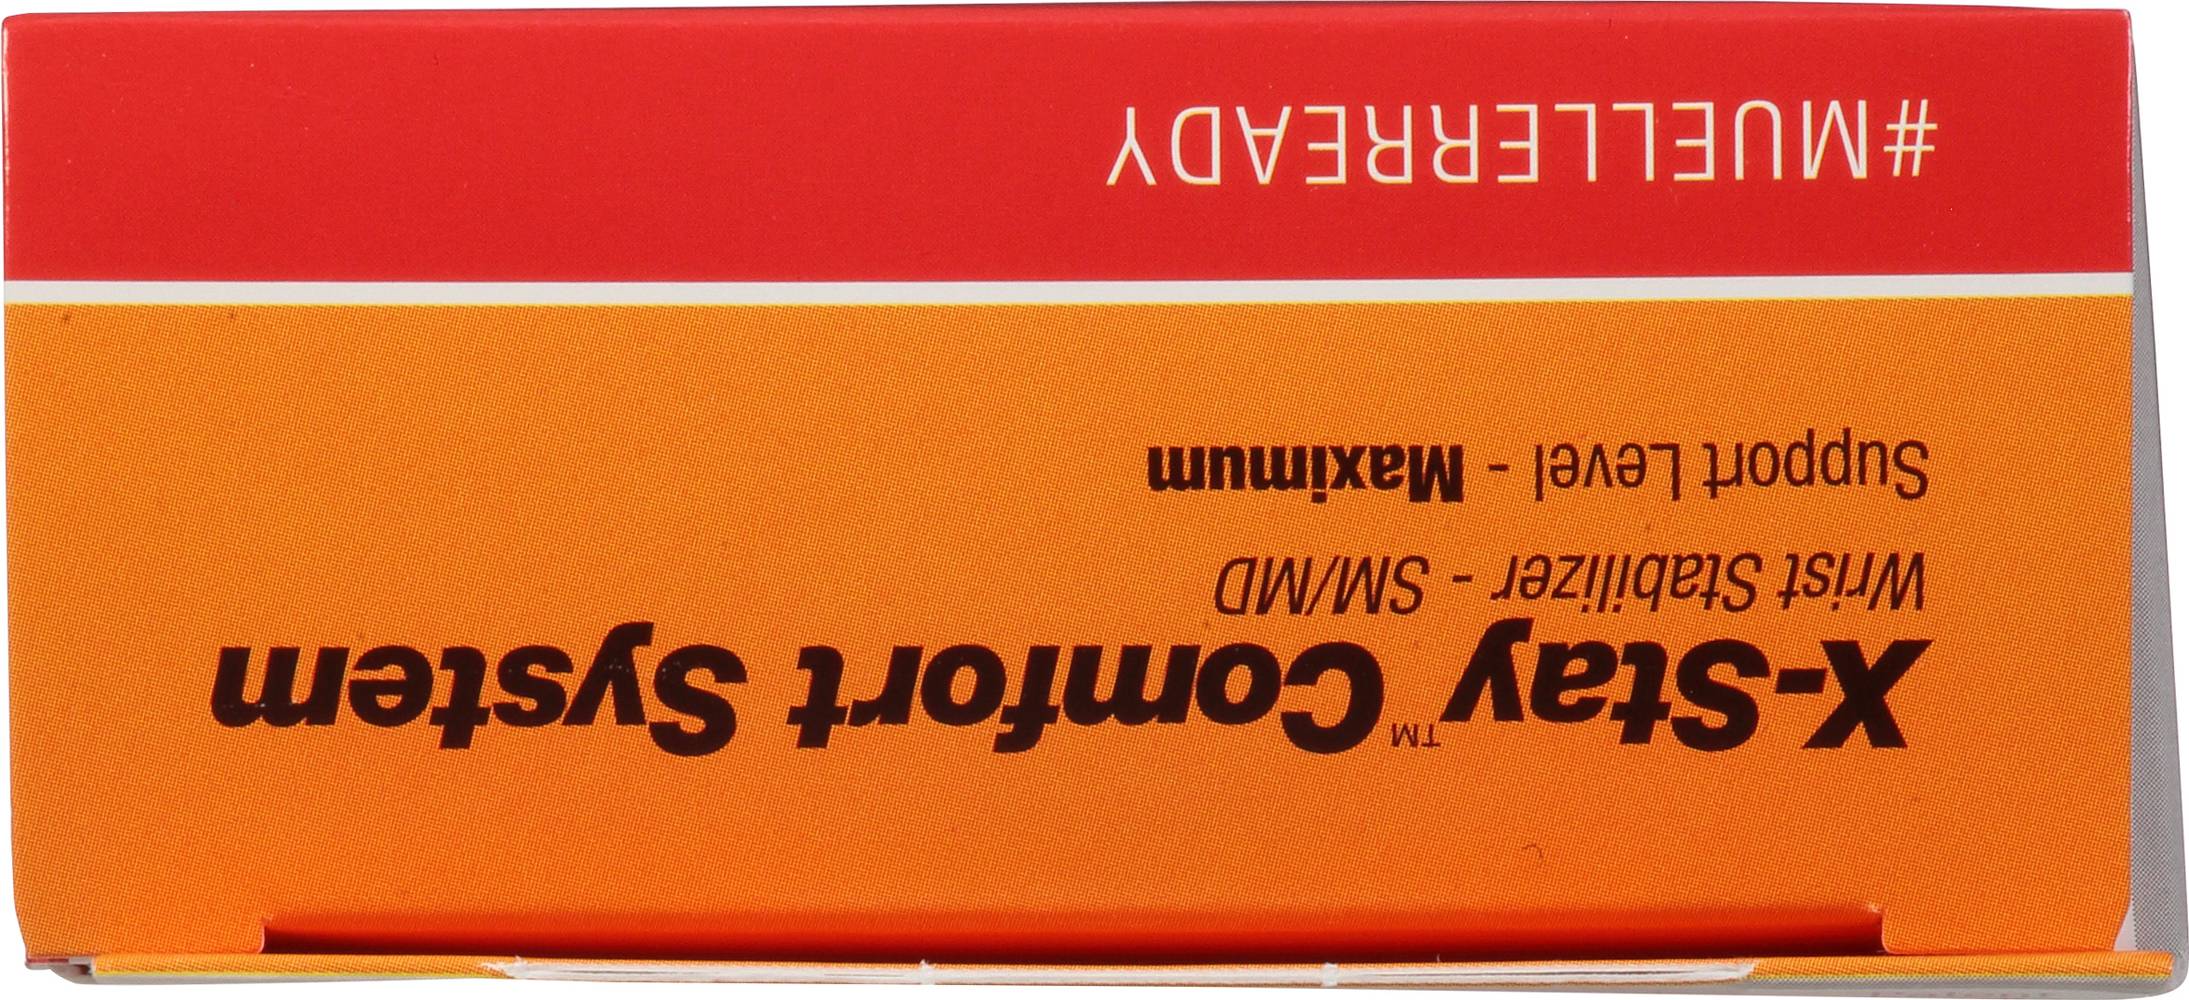 X-Stay™ Comfort System
Wrist Stabilizer - SM/MD
Support Level - Maximum
#MUELLERREADY